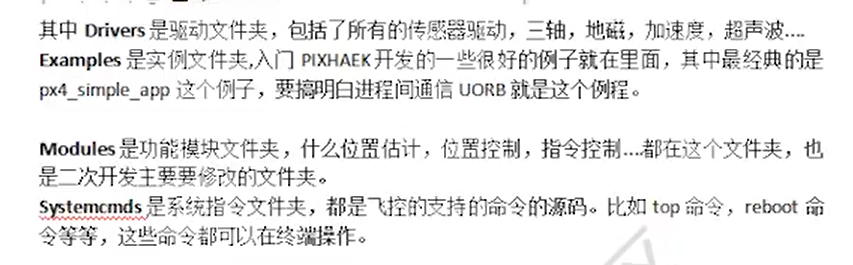 其中 Drivers 是驱动文件夹，包括了所有的传感器驱动，三轴，地磁，加速度，超声波....
Examples 是实例文件夹,入门 PIXHAEK 开发的一些很好的例子就在里面，其中最经典的是
px4_simple_app 这个例子，要搞明白进程间通信 UORB 就是这个例程。
Modules 是功能模块文件夹，什么位置估计，位置控制，指令控制....都在这个文件夹，也
是二次开发主要要修改的文件夹。
Systemcmds 是系统指令文件夹，都是飞控的支持的命令的源码。比如 top 命令，reboot 命
令等等，这些命令都可以在终端操作。